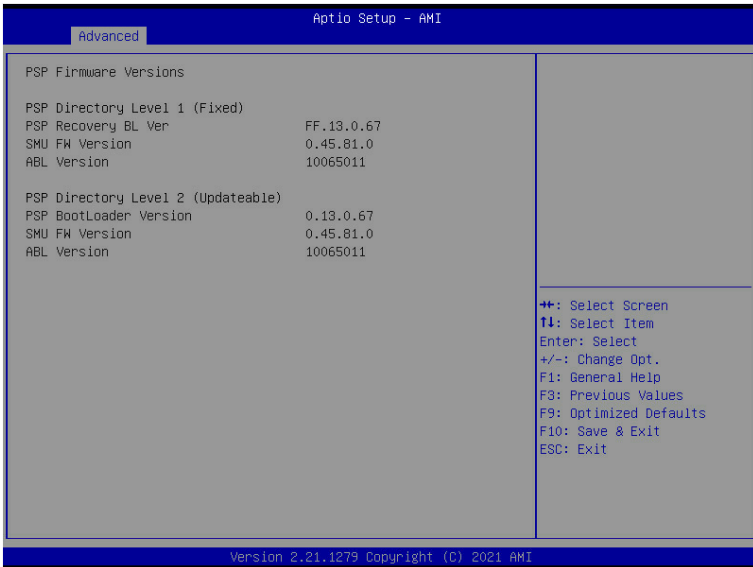 Aptio Setup - AMI
Advanced
PSP Firmware Versions
PSP Directory Level 1 (Fixed)
PSP Recovery BL Ver FF.13.0.67
SMU FW Version 0.45.81.0
ABL Version 10065011
PSP Directory Level 2 (Updateable)
PSP BootLoader Version 0.13.0.67
SMU FW Version 0.45.81.0
ABL Version 10065011
→←: Select Screen
↑↓: Select Item
Enter: Select
+/-: Change Opt.
F1: General Help
F3: Previous Values
F9: Optimized Defaults
F10: Save & Exit
ESC: Exit
Version 2.21.1279 Copyright (C) 2021 AMI